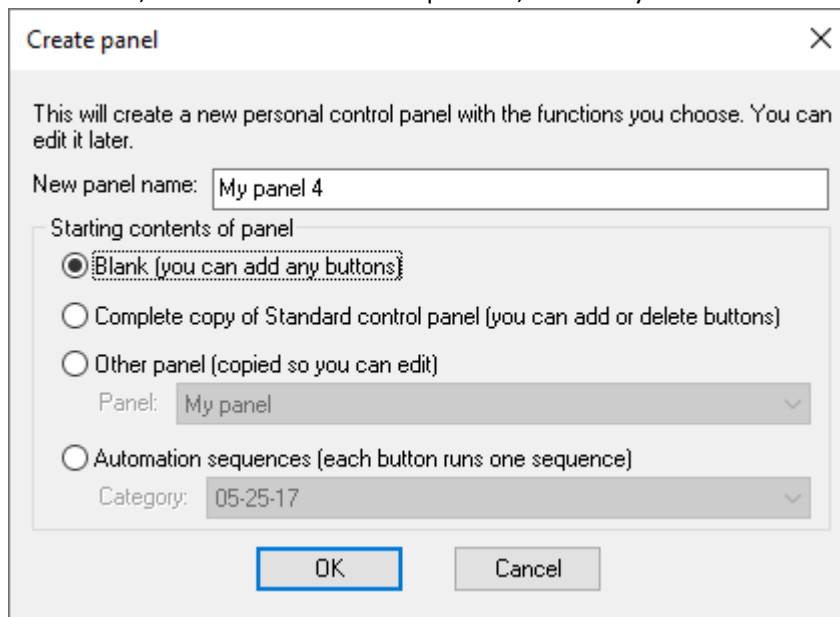 Create panel
This will create a new personal control panel with the functions you choose. You can
edit it later.
New panel name: My panel 4
Starting contents of panel
Blank (you can add any buttons)
Complete copy of Standard control panel (you can add or delete buttons)
Other panel (copied so you can edit)
Panel: My panel
Automation sequences (each button runs one sequence)
Category: 05-25-17
OK Cancel